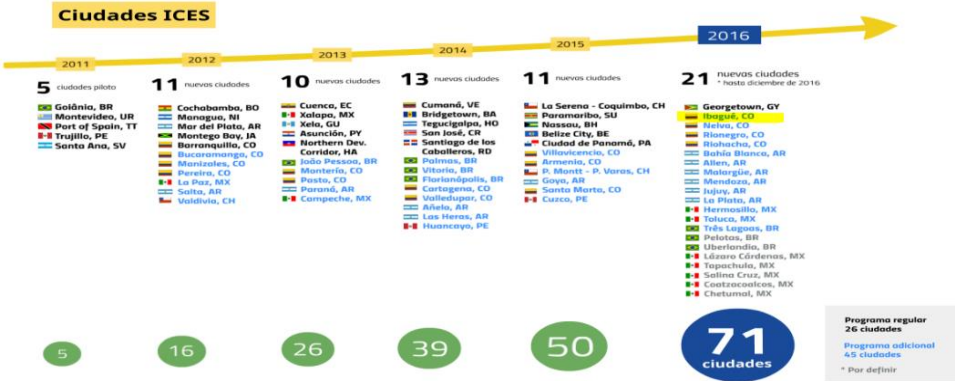 Ciudades ICES
2011
5 ciudades piloto
Goiânia, BR
Montevideo, UR
Port of Spain, TT
Trujillo, PE
Santa Ana, SV
5
2012
11 nuevas ciudades
Cochabamba, BO
Managua, NI
Mar del Plata, AR
Montego Bay, JA
Barranquilla, CO
Bucaramanga, CO
Manizales, CO
Pereira, CO
La Paz, MX
Salta, AR
Valdivia, CH
16
2013
10 nuevas ciudades
Cuenca, EC
Xalapa, MX
Xela, GU
Asunción, PY
Northern Dev.
Corridor, HA
João Pessoa, BR
Montería, CO
Pasto, CO
Paraná, AR
Campeche, MX
26
2014
13 nuevas ciudades
Cumaná, VE
Bridgetown, BA
Tegucigalpa, HO
San José, CR
Santiago de los
Caballeros, RD
Palmas, BR
Vitoria, BR
Florianópolis, BR
Cartagena, CO
Valledupar, CO
Añelo, AR
Las Heras, AR
Huancayo, PE
39
2015
11 nuevas ciudades
La Serena - Coquimbo, CH
Paramaribo, SU
Nassau, BH
Belize City, BE
Ciudad de Panamá, PA
Villavicencio, CO
Armenia, CO
P. Montt - P. Varas, CH
Goya, AR
Santa Marta, CO
Cuzco, PE
50
2016
21 nuevas ciudades
* hasta diciembre de 2016
Georgetown, GY
Ibagué, CO
Neiva, CO
Rionegro, CO
Riohacha, CO
Bahía Blanca, AR
Allen, AR
Malargüe, AR
Mendoza, AR
Jujuy, AR
La Plata, AR
Hermosillo, MX
Toluca, MX
Três Lagoas, BR
Pelotas, BR
Uberlandia, BR
Lázaro Cárdenas, MX
Tapachula, MX
Salina Cruz, MX
Coatzacoalcos, MX
Chetumal, MX
71
ciudades
Programa regular
26 ciudades
Programa adicional
45 ciudades
* Por definir